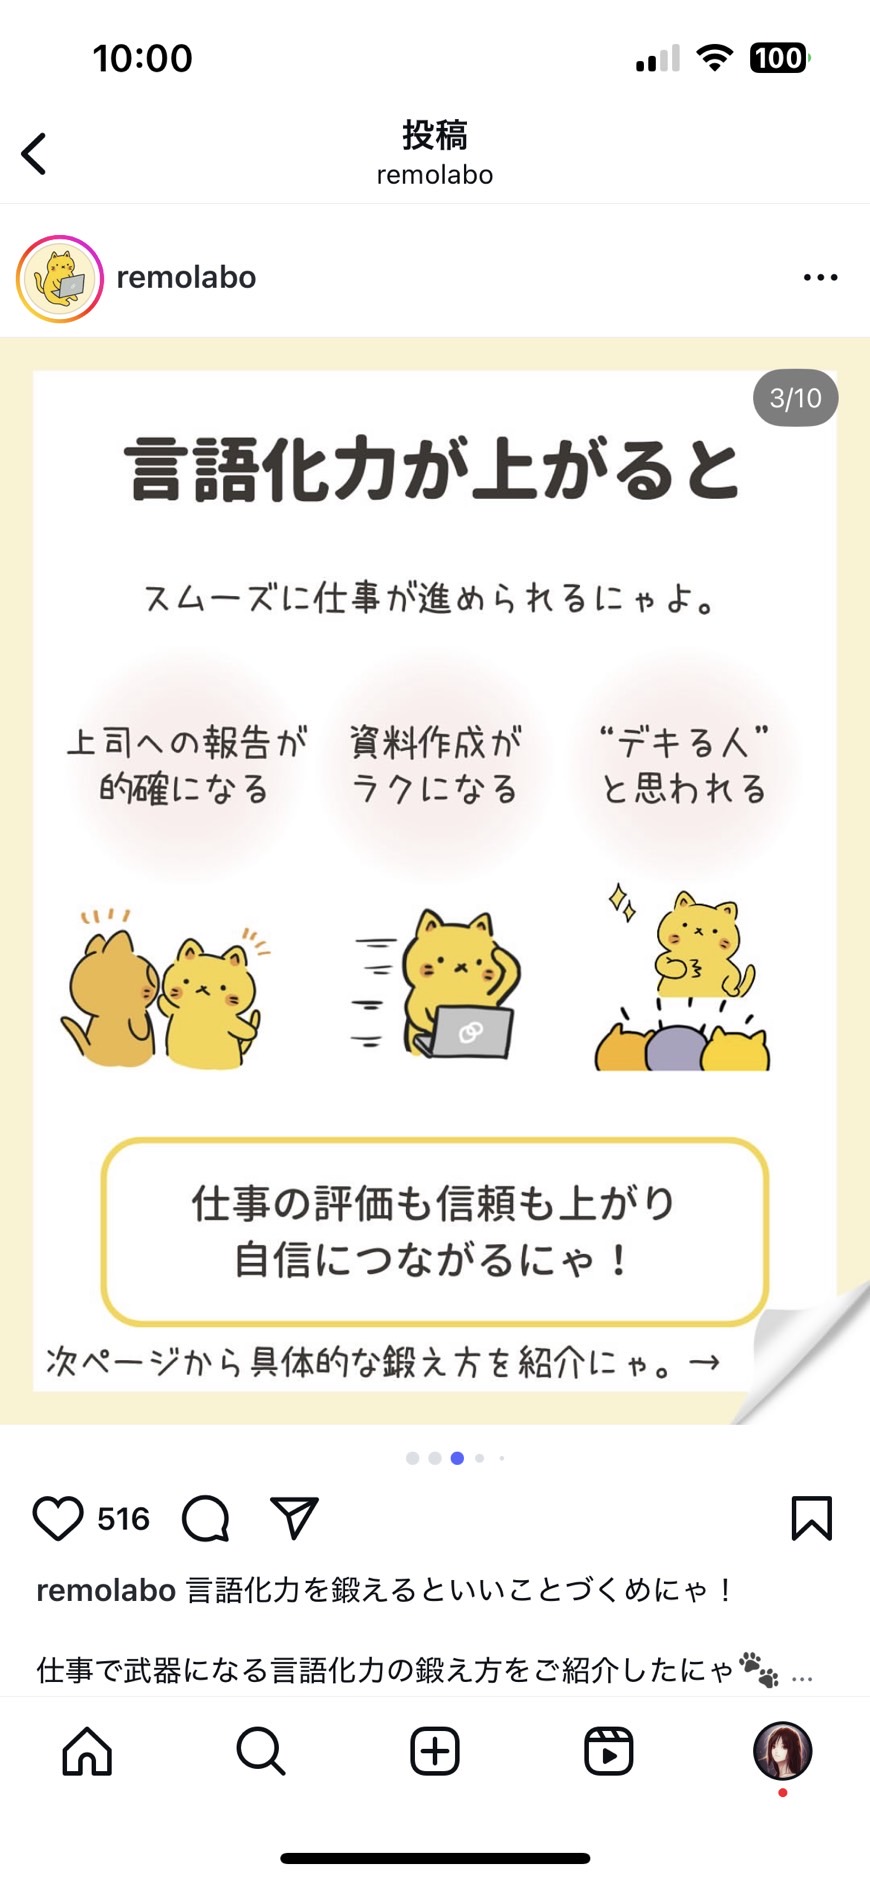 10:00
100
投稿
remolabo
remolabo
3/10
言語化力が上がると
スムーズに仕事が進められるにゃよ。
上司への報告が
的確になる
資料作成が
ラクになる
“デキる人”
と思われる
仕事の評価も信頼も上がり
自信につながるにゃ！
次ページから具体的な鍛え方を紹介にゃ。→
516
remolabo 言語化力を鍛えるといいことづくめにゃ！
仕事で武器になる言語化力の鍛え方をご紹介したにゃ🐾 ...